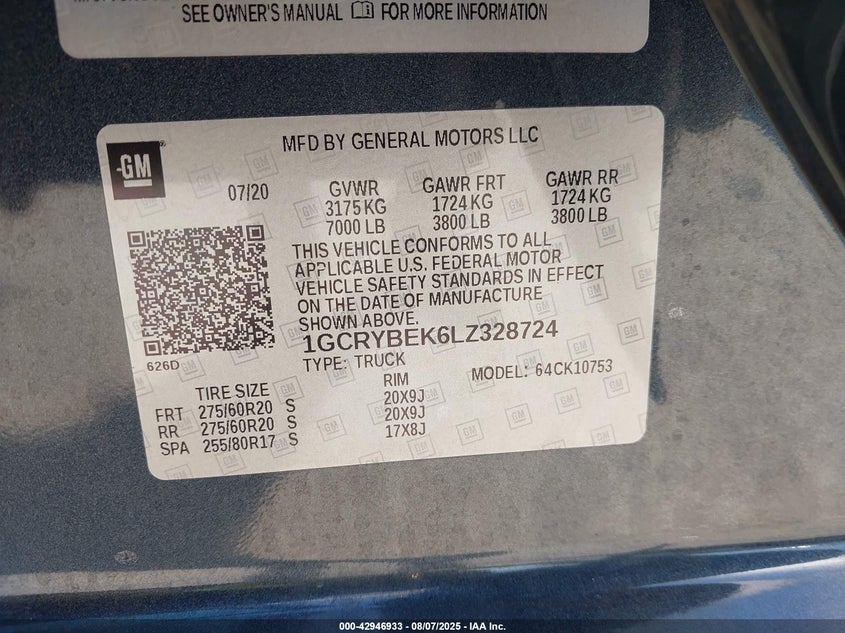 SEE OWNER'S MANUAL FOR MORE INFORMATION
GM
MFD BY GENERAL MOTORS LLC
07/20 GVWR GAWR FRT GAWR RR
3175 KG 1724 KG 1724 KG
7000 LB 3800 LB 3800 LB
THIS VEHICLE CONFORMS TO ALL
APPLICABLE U.S. FEDERAL MOTOR
VEHICLE SAFETY STANDARDS IN EFFECT
ON THE DATE OF MANUFACTURE
SHOWN ABOVE.
1GCRYBEK6LZ328724
626D TYPE: TRUCK MODEL: 64CK10753
TIRE SIZE RIM
FRT 275/60R20 S 20X9J
RR 275/60R20 S 20X9J
SPA 255/80R17 S 17X8J
000-42946933 - 08/07/2025 - IAA Inc.